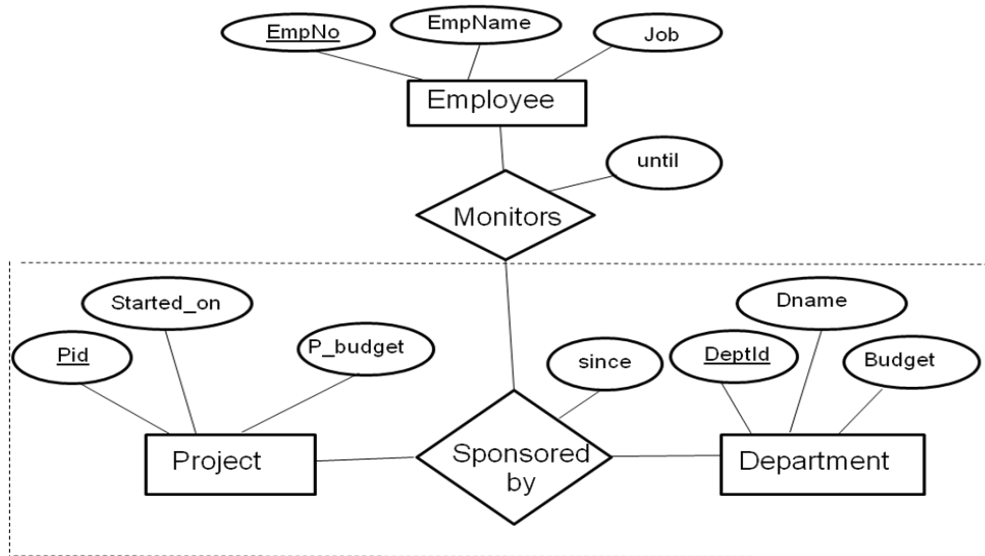 EmpNo
EmpName
Job
Employee
until
Monitors
Started_on
Dname
Pid
P_budget
since
DeptId
Budget
Project
Sponsored
by
Department